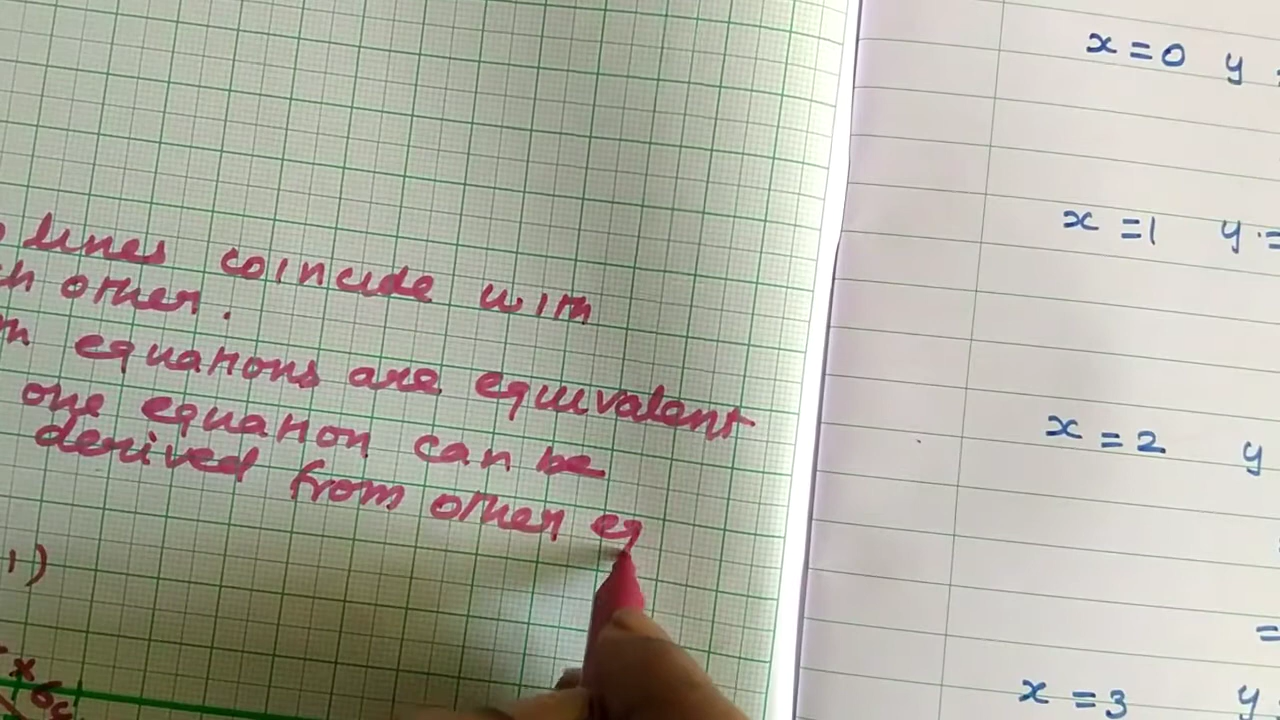 lines coincide with
other.
equations are equivalent
one equation can be
derived from other eq
1)
x
x=0 y
x=1 y=
x=2 y
=
x=3 y